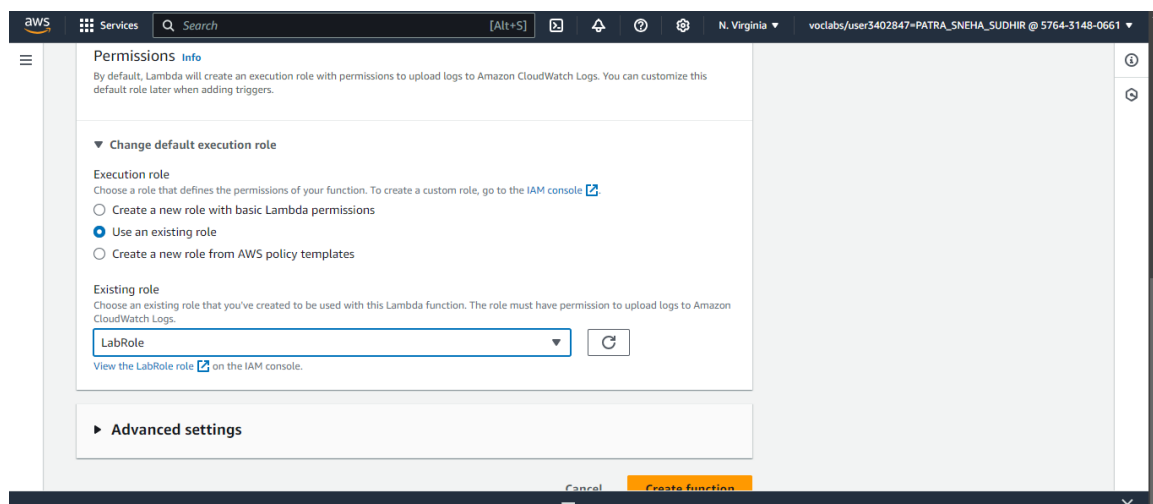 aws Services Search [Alt+S] N. Virginia voclabs/user3402847=PATRA_SNEHA_SUDHIR @ 5764-3148-0661
Permissions Info
By default, Lambda will create an execution role with permissions to upload logs to Amazon CloudWatch Logs. You can customize this
default role later when adding triggers.
Change default execution role
Execution role
Choose a role that defines the permissions of your function. To create a custom role, go to the IAM console.
Create a new role with basic Lambda permissions
Use an existing role
Create a new role from AWS policy templates
Existing role
Choose an existing role that you've created to be used with this Lambda function. The role must have permission to upload logs to Amazon
CloudWatch Logs.
LabRole
View the LabRole role on the IAM console.
Advanced settings
Cancel Create function